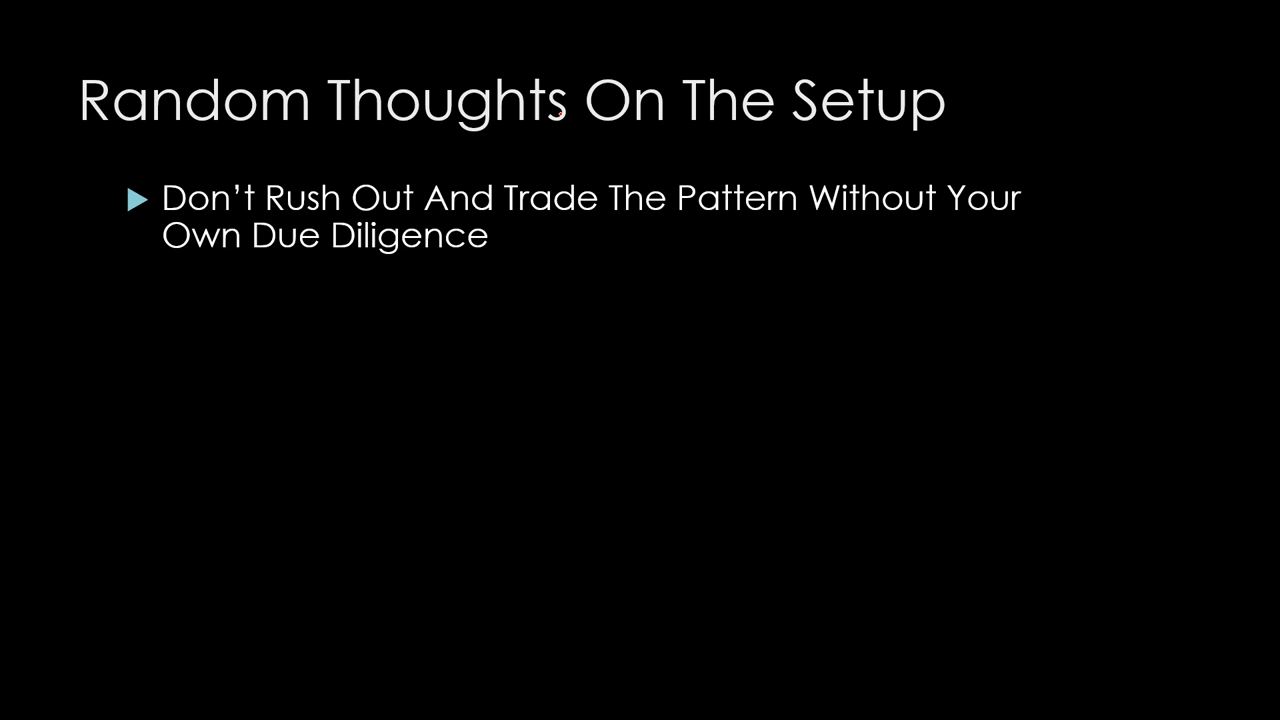 Random Thoughts On The Setup
Don’t Rush Out And Trade The Pattern Without Your
Own Due Diligence